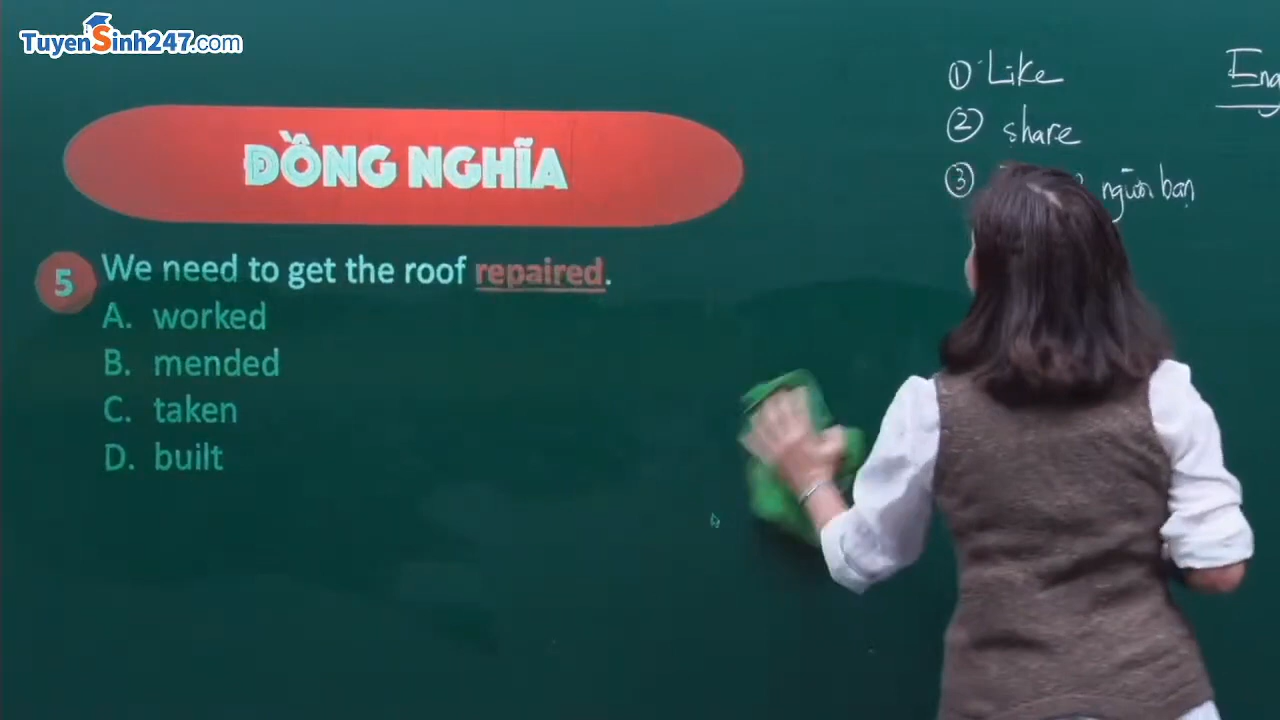 TuyenSinh247.com
① Like
Eng
② share
③ người bạn
ĐỒNG NGHĨA
5 We need to get the roof repaired.
A. worked
B. mended
C. taken
D. built